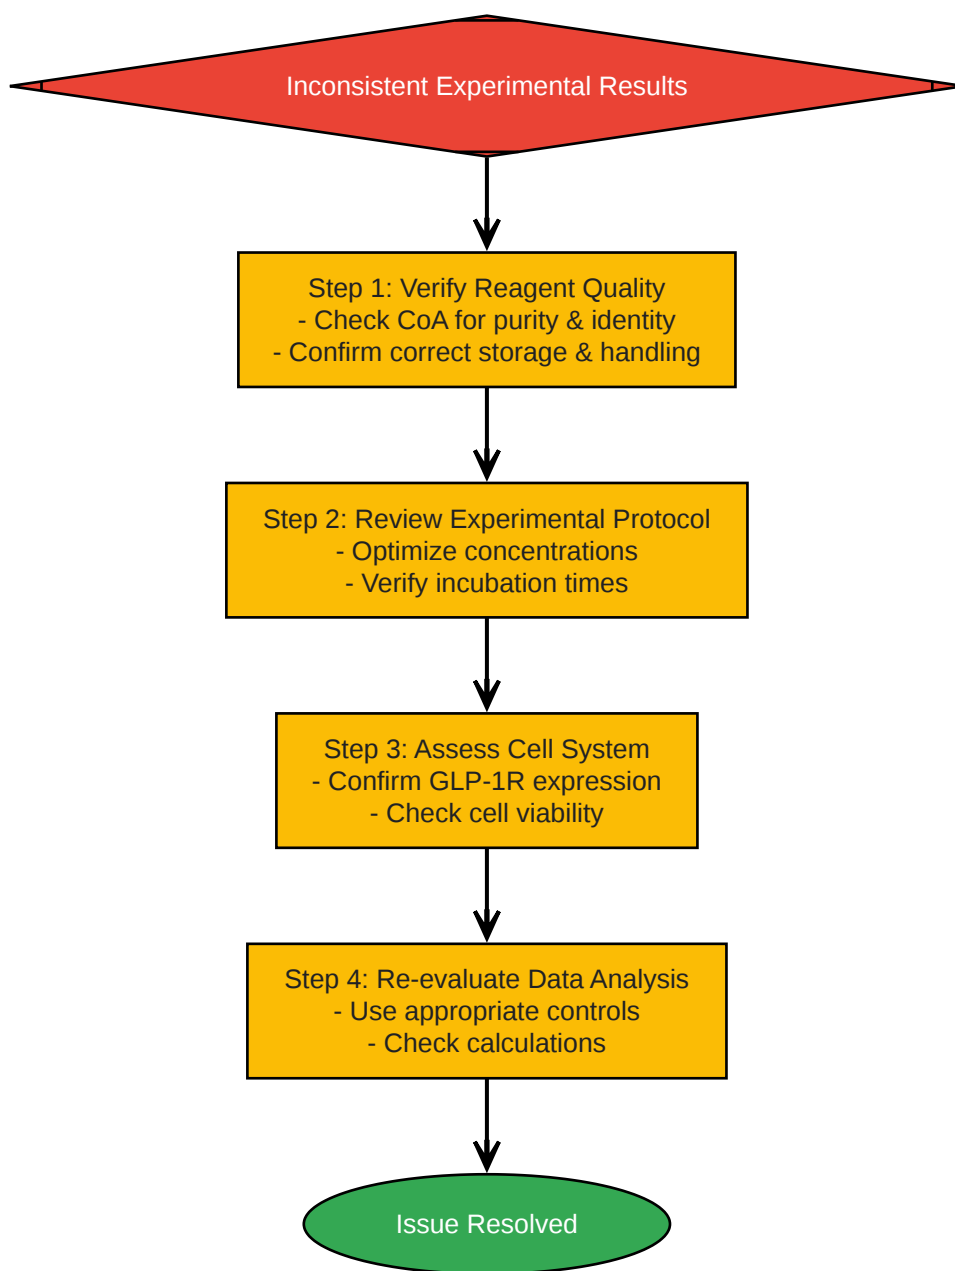 Inconsistent Experimental Results
Step 1: Verify Reagent Quality
- Check CoA for purity & identity
- Confirm correct storage & handling
Step 2: Review Experimental Protocol
- Optimize concentrations
- Verify incubation times
Step 3: Assess Cell System
- Confirm GLP-1R expression
- Check cell viability
Step 4: Re-evaluate Data Analysis
- Use appropriate controls
- Check calculations
Issue Resolved